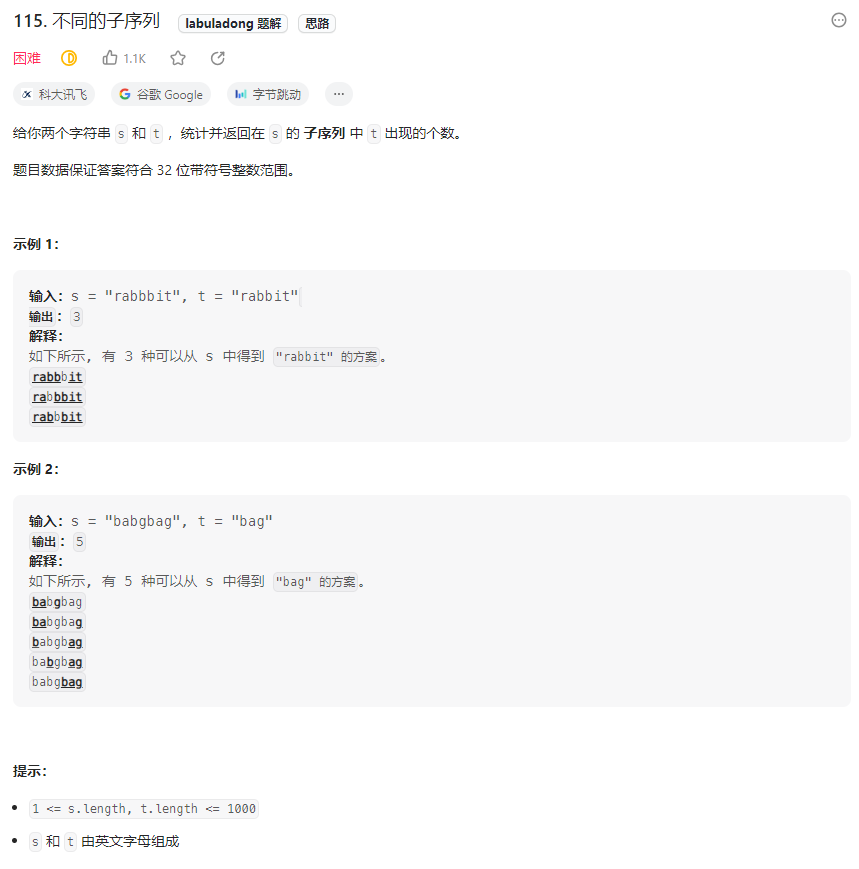 115. 不同的子序列 labuladong 题解 思路
困难 1.1K
科大讯飞 谷歌 Google 字节跳动 ...
给你两个字符串 s 和 t ，统计并返回在 s 的 子序列 中 t 出现的个数。
题目数据保证答案符合 32 位带符号整数范围。
示例 1：
输入：s = "rabbbit", t = "rabbit"
输出：3
解释：
如下所示, 有 3 种可以从 s 中得到 "rabbit" 的方案。
rabbbit
rabbbit
rabbbit
示例 2：
输入：s = "babgbag", t = "bag"
输出：5
解释：
如下所示, 有 5 种可以从 s 中得到 "bag" 的方案。
babgbag
babgbag
babgbag
babgbag
babgbag
提示：
• 1 <= s.length, t.length <= 1000
• s 和 t 由英文字母组成